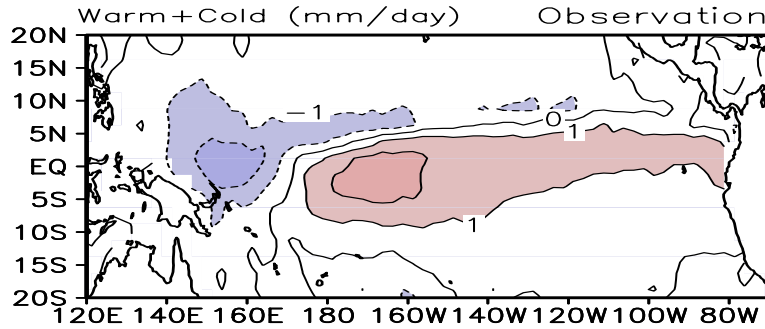 Warm+Cold (mm/day) Observation
20N
15N
10N
5N
EQ
5S
10S
15S
20S
-1
0
1
1
120E 140E 160E 180 160W 140W 120W 100W 80W